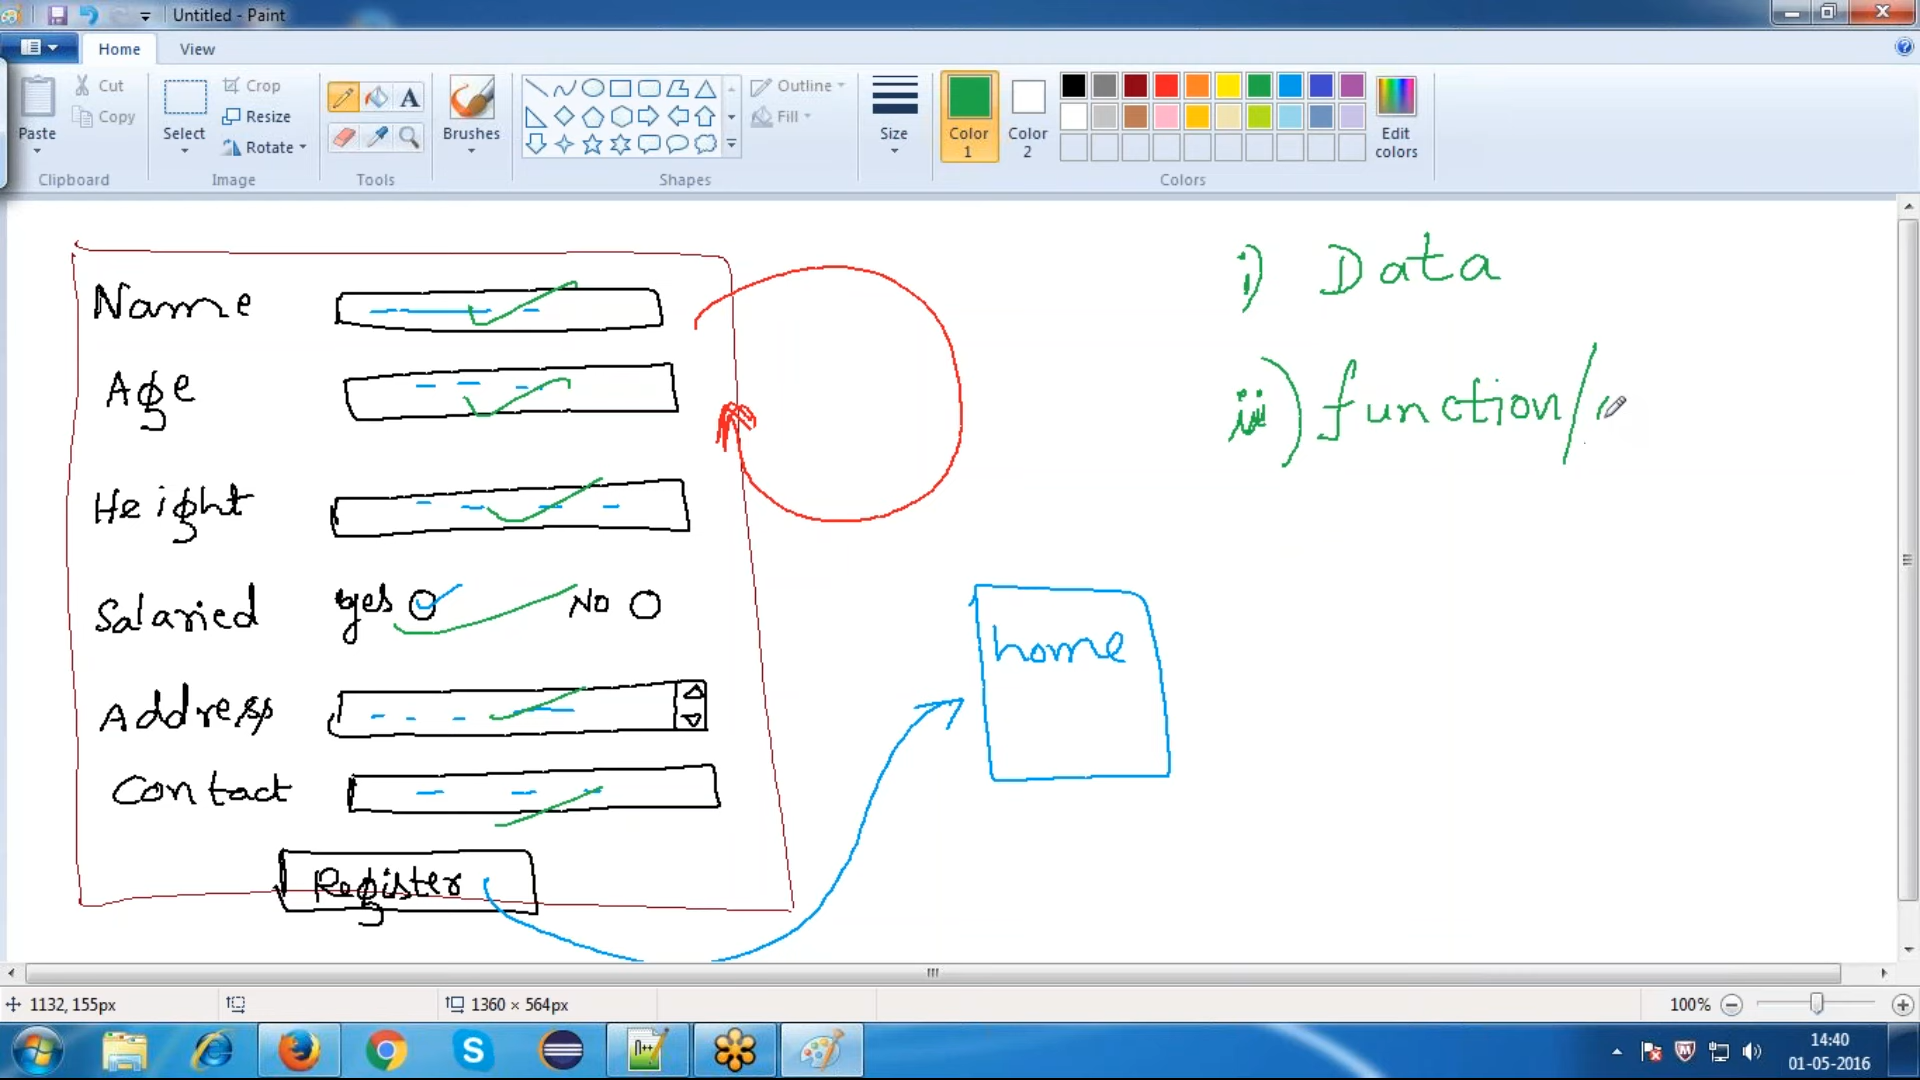 Untitled - Paint
Home View
Cut
Copy
Paste
Clipboard
Crop
Resize
Rotate
Select
Image
A
Tools
Brushes
Shapes
Outline
Fill
Size
Color 1
Color 2
Edit colors
Colors
Name
Age
Height
Salaried yes No
Address
Contact
Register
home
i) Data
ii) function/
1132, 155px
1360 × 564px
100%
N++
S
M
14:40
01-05-2016